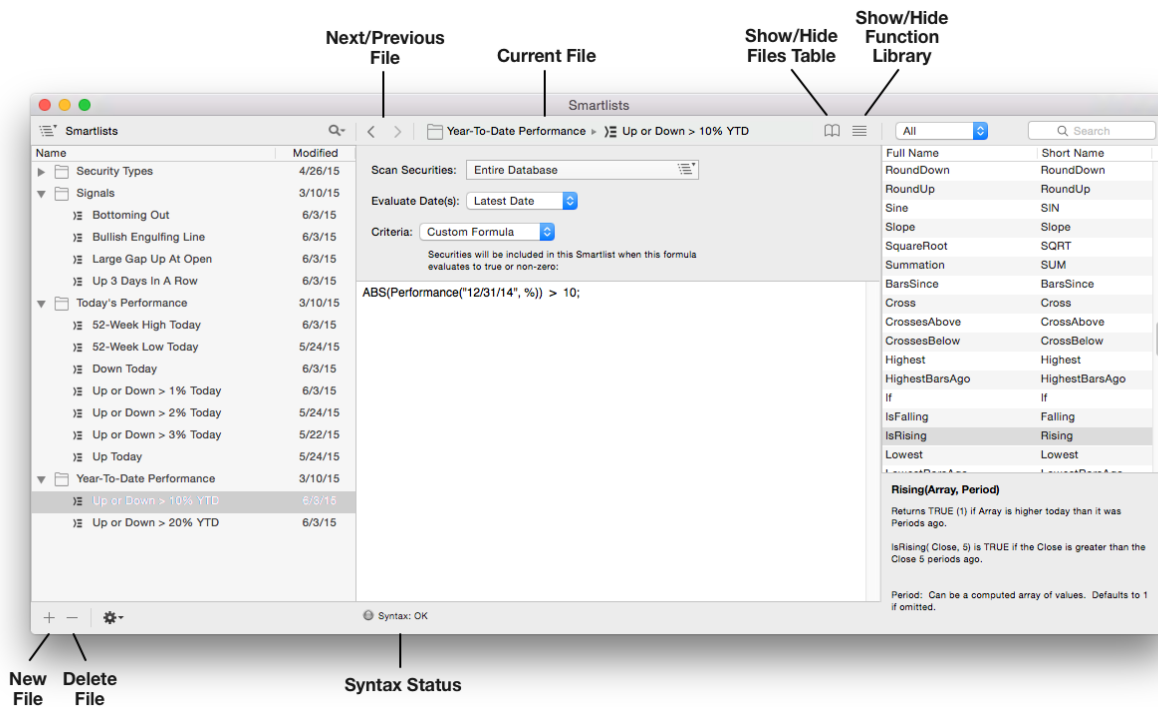 Show/Hide
Function
Library
Next/Previous
File
Current File
Show/Hide
Files Table
Smartlists
Smartlists
Year-To-Date Performance
Up or Down > 10% YTD
All
Search
Name Modified
Security Types 4/26/15
Signals 3/10/15
Bottoming Out 6/3/15
Bullish Engulfing Line 6/3/15
Large Gap Up At Open 6/3/15
Up 3 Days In A Row 6/3/15
Today's Performance 3/10/15
52-Week High Today 6/3/15
52-Week Low Today 5/24/15
Down Today 6/3/15
Up or Down > 1% Today 6/3/15
Up or Down > 2% Today 5/24/15
Up or Down > 3% Today 5/22/15
Up Today 5/24/15
Year-To-Date Performance 3/10/15
Up or Down > 10% YTD 6/3/15
Up or Down > 20% YTD 6/3/15
Scan Securities: Entire Database
Evaluate Date(s): Latest Date
Criteria: Custom Formula
Securities will be included in this Smartlist when this formula
evaluates to true or non-zero:
ABS(Performance("12/31/14", %)) > 10;
Syntax: OK
Full Name Short Name
RoundDown RoundDown
RoundUp RoundUp
Sine SIN
Slope Slope
SquareRoot SQRT
Summation SUM
BarsSince BarsSince
Cross Cross
CrossesAbove CrossAbove
CrossesBelow CrossBelow
Highest Highest
HighestBarsAgo HighestBarsAgo
If If
IsFalling Falling
IsRising Rising
Lowest Lowest
LowestBarsAgo LowestBarsAgo
Rising(Array, Period)
Returns TRUE (1) if Array is higher today than it was
Periods ago.
IsRising( Close, 5) is TRUE if the Close is greater than the
Close 5 periods ago.
Period: Can be a computed array of values. Defaults to 1
if omitted.
New
File
Delete
File
Syntax Status